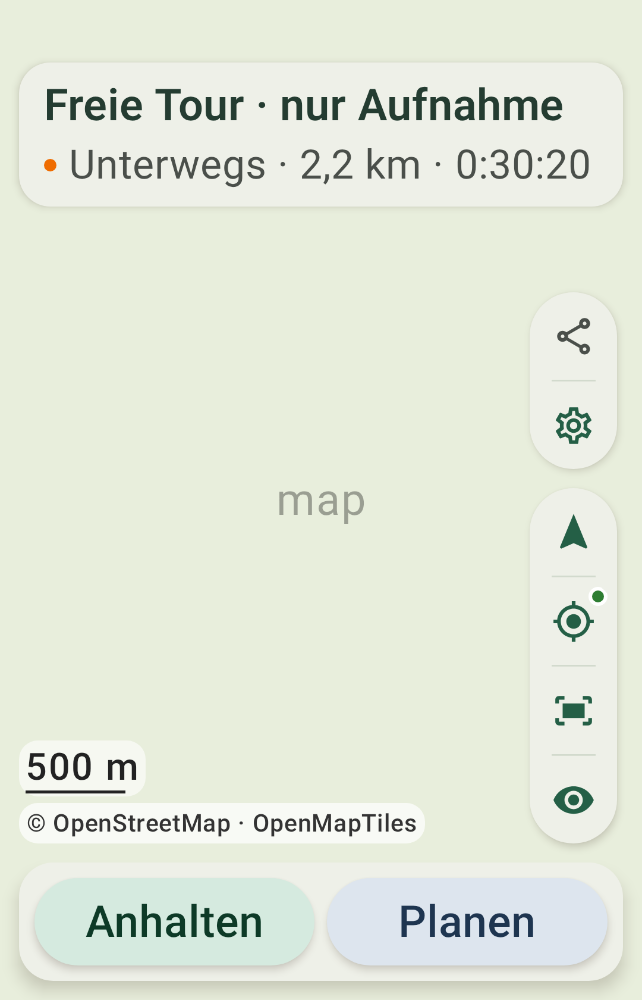 Freie Tour · nur Aufnahme
Unterwegs · 2,2 km · 0:30:20
map
500 m
© OpenStreetMap · OpenMapTiles
Anhalten
Planen